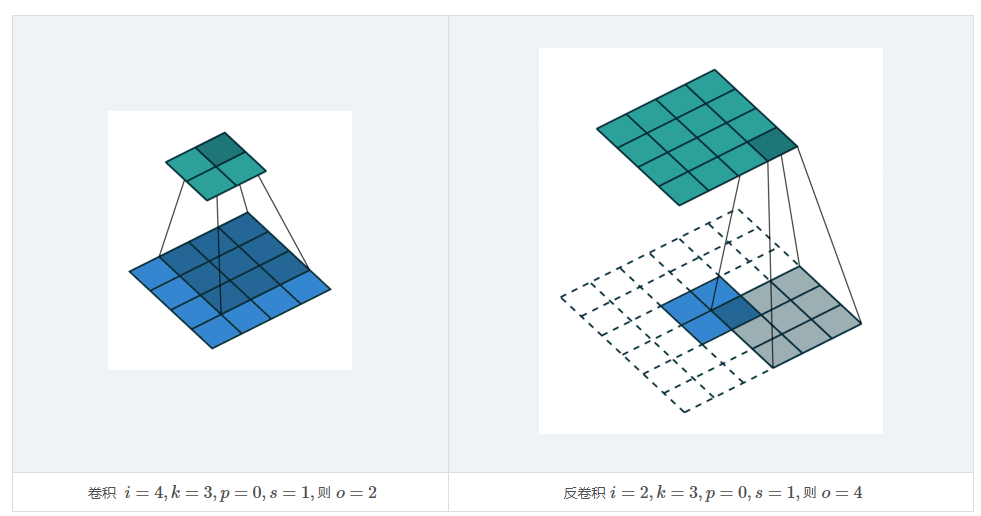 卷积 i = 4, k = 3, p = 0, s = 1, 则 o = 2
反卷积 i = 2, k = 3, p = 0, s = 1, 则 o = 4